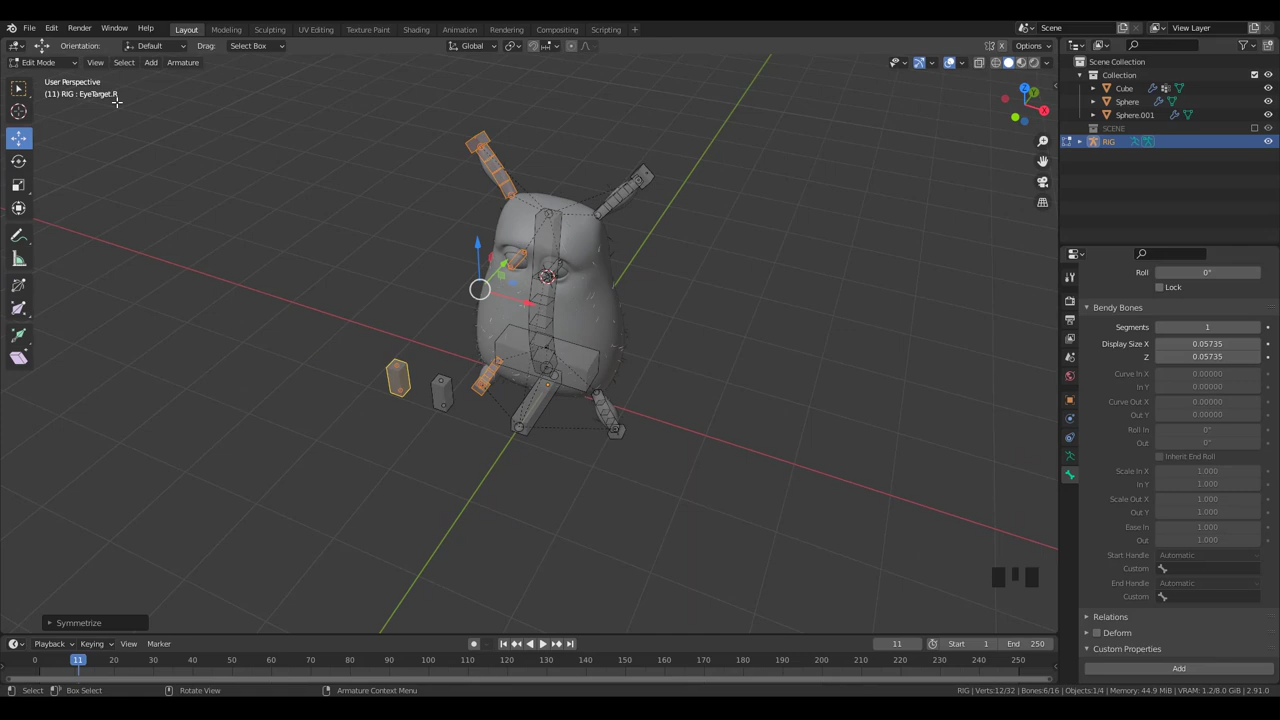 File Edit Render Window Help Layout Modeling Sculpting UV Editing Texture Paint Shading Animation Rendering Compositing Scripting + Scene View Layer
Orientation: Default Drag: Select Box Global Options
Edit Mode View Select Add Armature
User Perspective
(11) RIG : EyeTarget.R
X
Y
Z
Scene Collection
Collection
Cube
Sphere
Sphere.001
SCENE
RIG
Roll 0°
Lock
Bendy Bones
Segments 1
Display Size X 0.05735
Z 0.05735
Curve In X 0.00000
In Y 0.00000
Curve Out X 0.00000
Out Y 0.00000
Roll In 0°
Out 0°
Inherit End Roll
Scale In X 1.000
In Y 1.000
Scale Out X 1.000
Out Y 1.000
Ease In 1.000
Out 1.000
Start Handle Automatic
Custom
End Handle Automatic
Custom
Relations
Deform
Custom Properties
Add
Symmetrize
Playback Keying View Marker 11 Start 1 End 250
0 11 20 30 40 50 60 70 80 90 100 110 120 130 140 150 160 170 180 190 200 210 220 230 240 250
Select Box Select Rotate View Armature Context Menu RIG | Verts:12/32 | Bones:6/16 | Objects:1/4 | Memory: 44.9 MiB | VRAM: 1.2/8.0 GiB | 2.91.0